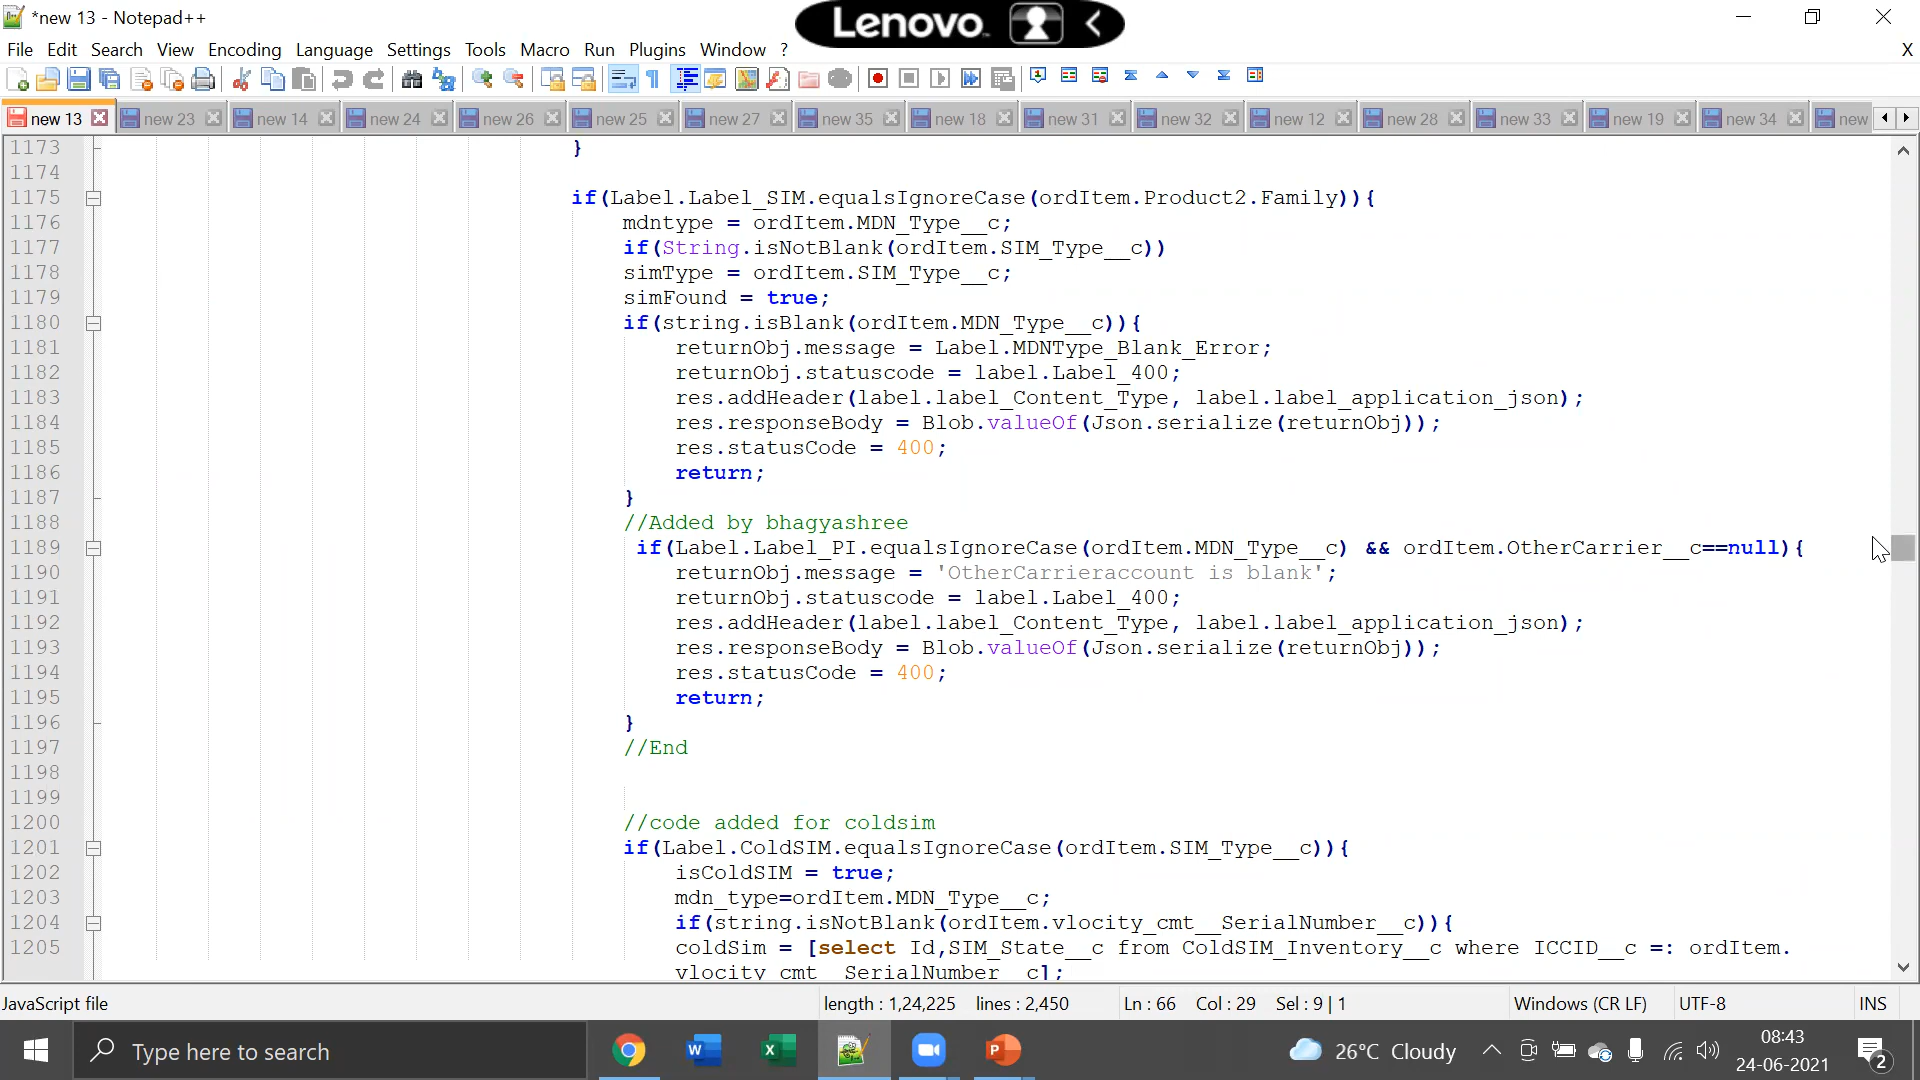 *new 13 - Notepad++
Lenovo
File Edit Search View Encoding Language Settings Tools Macro Run Plugins Window ? X
new 13 new 23 new 14 new 24 new 26 new 25 new 27 new 35 new 18 new 31 new 32 new 12 new 28 new 33 new 19 new 34 new
1173 }
1174
1175 if(Label.Label_SIM.equalsIgnoreCase(ordItem.Product2.Family)){
1176 mdntype = ordItem.MDN_Type__c;
1177 if(String.isNotBlank(ordItem.SIM_Type__c))
1178 simType = ordItem.SIM_Type__c;
1179 simFound = true;
1180 if(string.isBlank(ordItem.MDN_Type__c)){
1181 returnObj.message = Label.MDNType_Blank_Error;
1182 returnObj.statuscode = label.Label_400;
1183 res.addHeader(label.label_Content_Type, label.label_application_json);
1184 res.responseBody = Blob.valueOf(Json.serialize(returnObj));
1185 res.statusCode = 400;
1186 return;
1187 }
1188 //Added by bhagyashree
1189 if(Label.Label_PI.equalsIgnoreCase(ordItem.MDN_Type__c) && ordItem.OtherCarrier__c==null){
1190 returnObj.message = 'OtherCarrieraccount is blank';
1191 returnObj.statuscode = label.Label_400;
1192 res.addHeader(label.label_Content_Type, label.label_application_json);
1193 res.responseBody = Blob.valueOf(Json.serialize(returnObj));
1194 res.statusCode = 400;
1195 return;
1196 }
1197 //End
1198
1199
1200 //code added for coldsim
1201 if(Label.ColdSIM.equalsIgnoreCase(ordItem.SIM_Type__c)){
1202 isColdSIM = true;
1203 mdn_type=ordItem.MDN_Type__c;
1204 if(string.isNotBlank(ordItem.vlocity_cmt__SerialNumber__c)){
1205 coldSim = [select Id,SIM_State__c from ColdSIM_Inventory__c where ICCID__c =: ordItem.
vlocity_cmt__SerialNumber__c];
JavaScript file length : 1,24,225 lines : 2,450 Ln : 66 Col : 29 Sel : 9 | 1 Windows (CR LF) UTF-8 INS
Type here to search 26°C Cloudy 08:43
24-06-2021 2